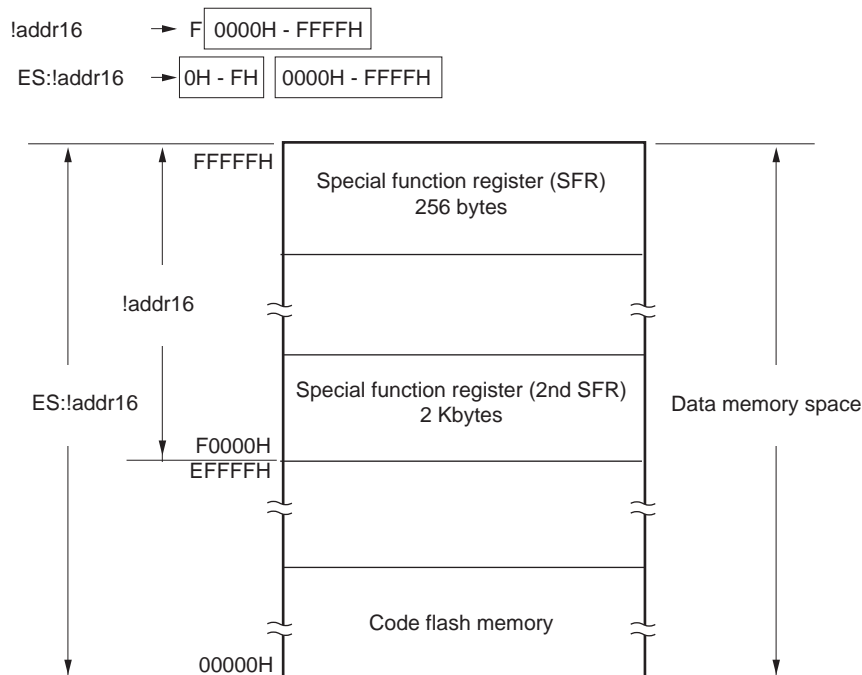 !addr16 F 0000H - FFFFH
ES:!addr16 0H - FH 0000H - FFFFH
FFFFFH
Special function register (SFR)
256 bytes
!addr16
Special function register (2nd SFR)
2 Kbytes
ES:!addr16
Data memory space
F0000H
EFFFFH
Code flash memory
00000H